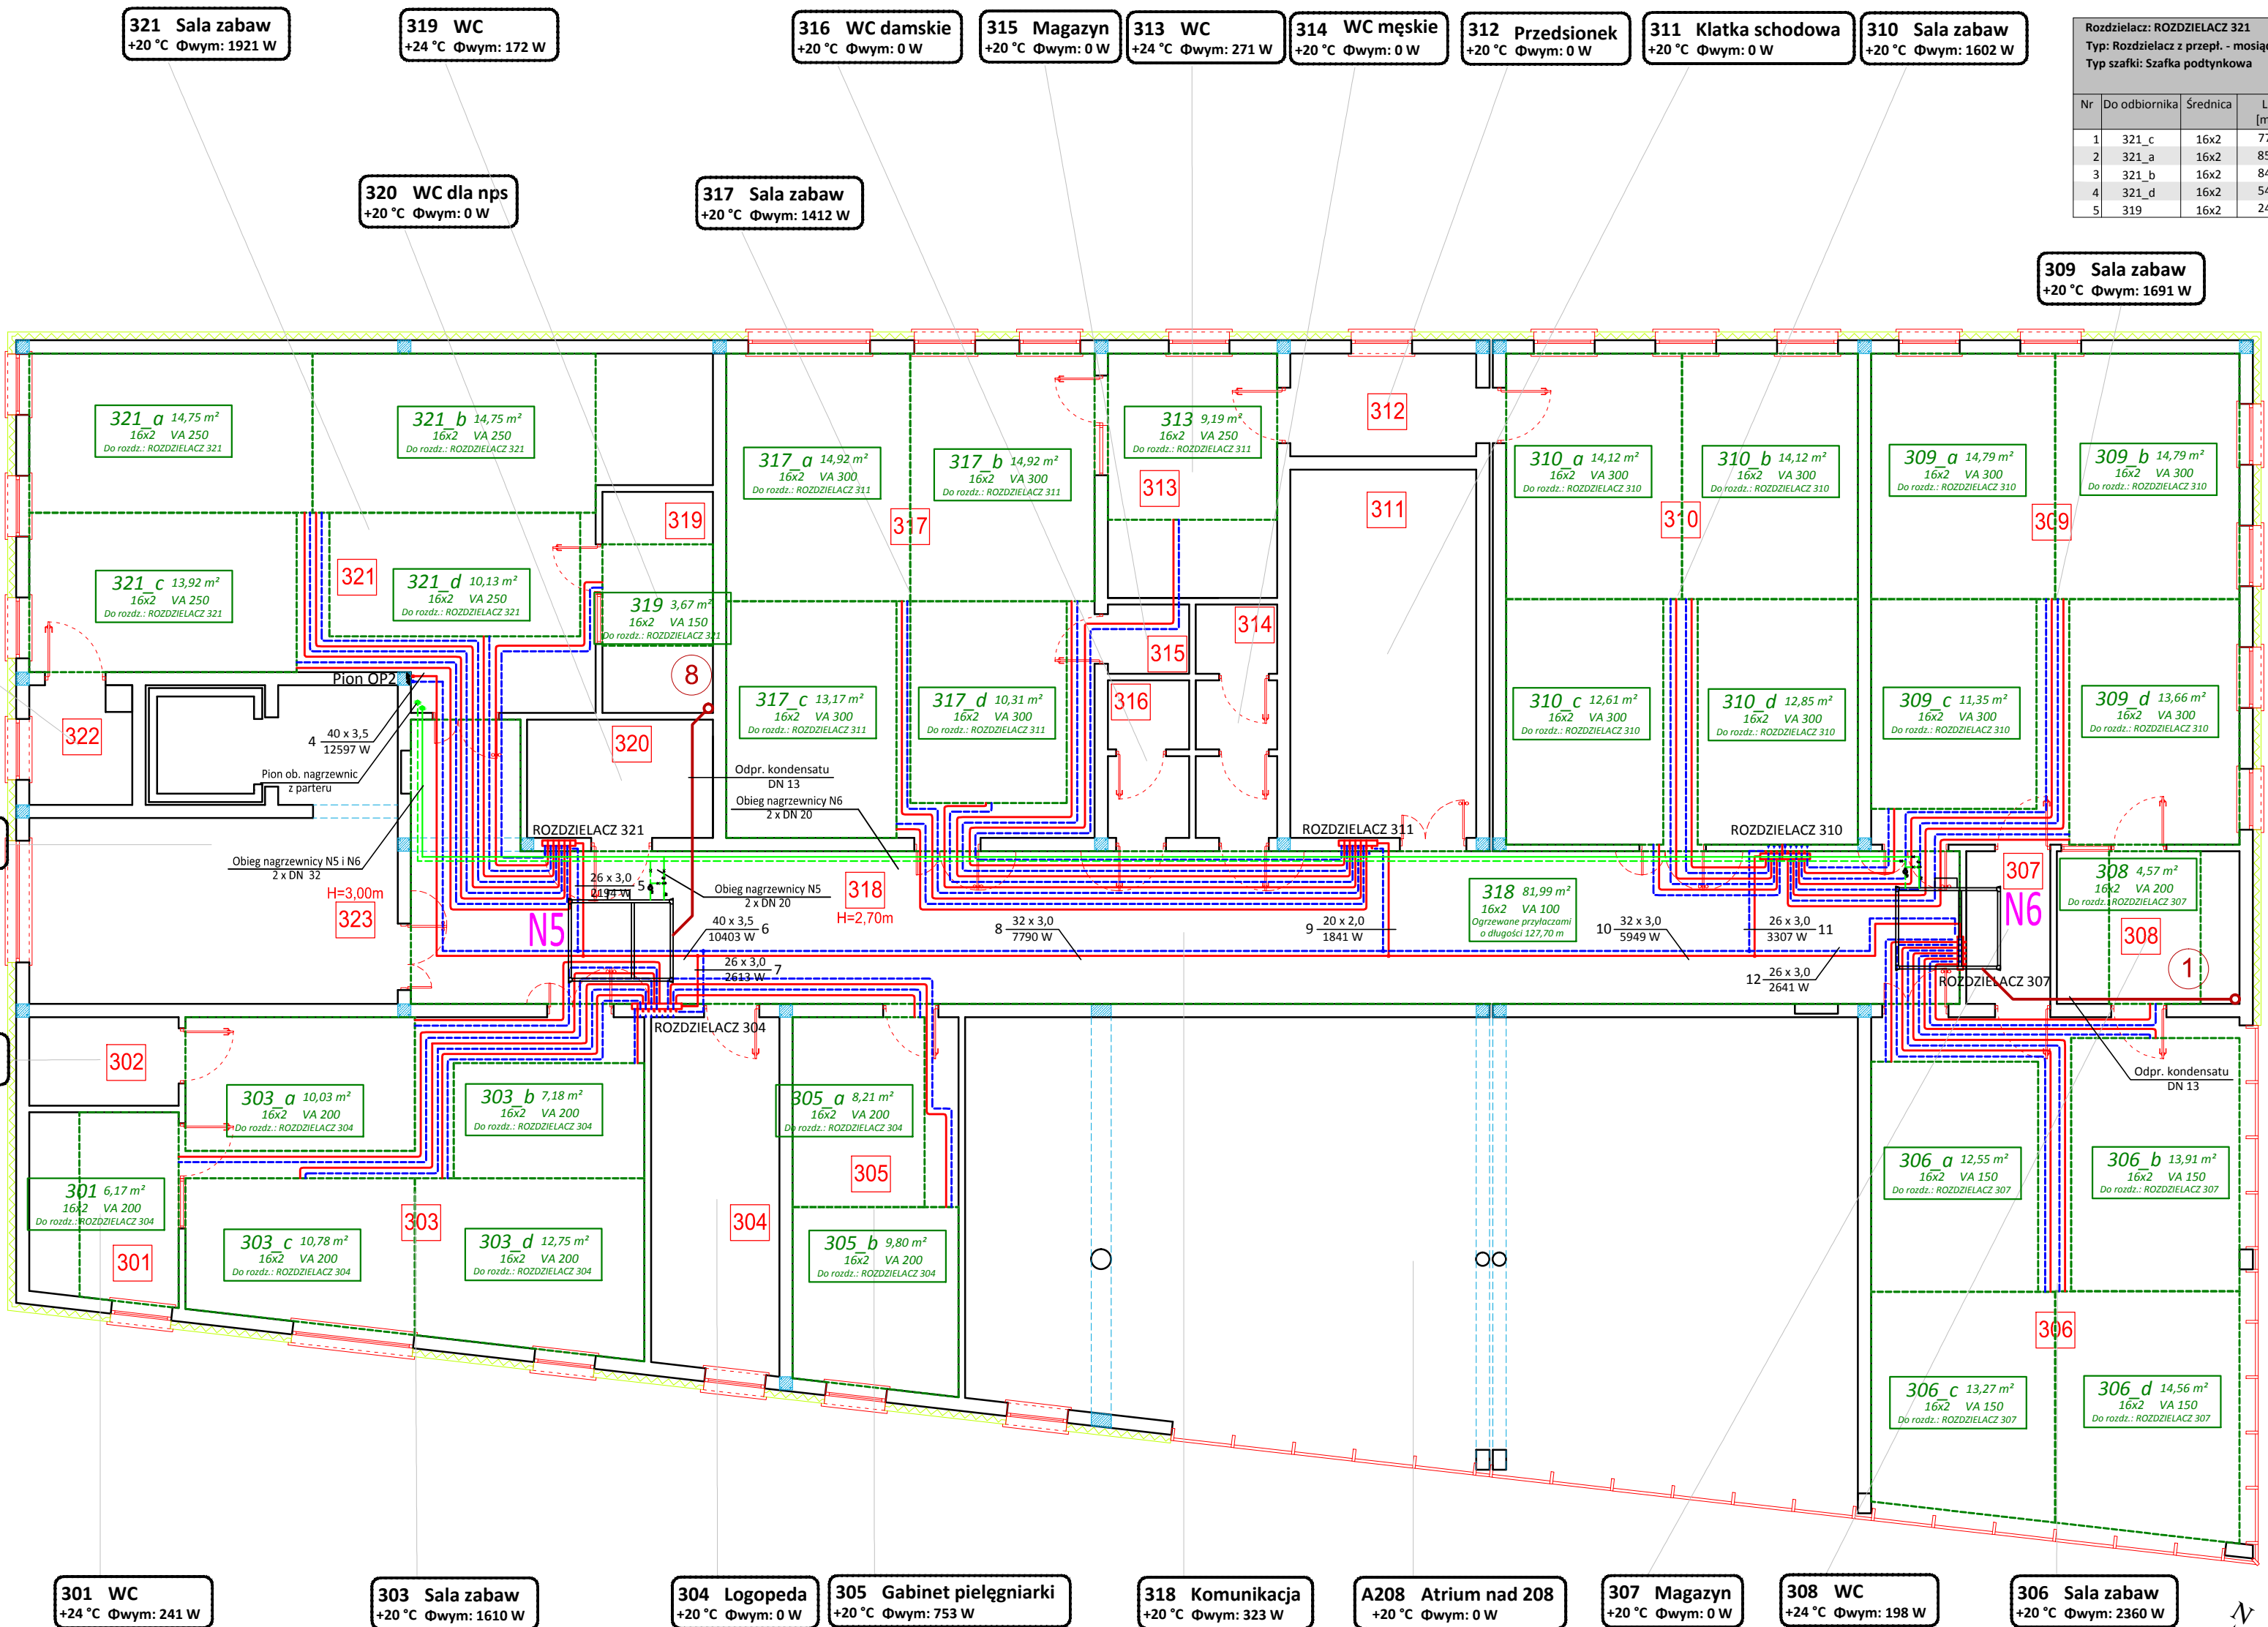 321 Sala zabaw
+20 °C Φwym: 1921 W
319 WC
+24 °C Φwym: 172 W
316 WC damskie
+20 °C Φwym: 0 W
315 Magazyn
+20 °C Φwym: 0 W
313 WC
+24 °C Φwym: 271 W
314 WC męskie
+20 °C Φwym: 0 W
312 Przedsionek
+20 °C Φwym: 0 W
311 Klatka schodowa
+20 °C Φwym: 0 W
310 Sala zabaw
+20 °C Φwym: 1602 W
Rozdzielacz: ROZDZIELACZ 321
Typ: Rozdzielacz z przepł. - mosią
Typ szafki: Szafka podtynkowa
Nr Do odbiornika Średnica L
[m
1 321_c 16x2 77
2 321_a 16x2 85
3 321_b 16x2 84
4 321_d 16x2 54
5 319 16x2 24
320 WC dla nps
+20 °C Φwym: 0 W
317 Sala zabaw
+20 °C Φwym: 1412 W
309 Sala zabaw
+20 °C Φwym: 1691 W
321_a 14,75 m²
16x2 VA 250
Do rozdz.: ROZDZIELACZ 321
321_b 14,75 m²
16x2 VA 250
Do rozdz.: ROZDZIELACZ 321
317_a 14,92 m²
16x2 VA 300
Do rozdz.: ROZDZIELACZ 311
317_b 14,92 m²
16x2 VA 300
Do rozdz.: ROZDZIELACZ 311
313 9,19 m²
16x2 VA 250
Do rozdz.: ROZDZIELACZ 311
312
310_a 14,12 m²
16x2 VA 300
Do rozdz.: ROZDZIELACZ 310
310_b 14,12 m²
16x2 VA 300
Do rozdz.: ROZDZIELACZ 310
309_a 14,79 m²
16x2 VA 300
Do rozdz.: ROZDZIELACZ 310
309_b 14,79 m²
16x2 VA 300
Do rozdz.: ROZDZIELACZ 310
319
317
313
311
310
309
321_c 13,92 m²
16x2 VA 250
Do rozdz.: ROZDZIELACZ 321
321
321_d 10,13 m²
16x2 VA 250
Do rozdz.: ROZDZIELACZ 321
319 3,67 m²
16x2 VA 150
Do rozdz.: ROZDZIELACZ 321
8
314
315
316
317_c 13,17 m²
16x2 VA 300
Do rozdz.: ROZDZIELACZ 311
317_d 10,31 m²
16x2 VA 300
Do rozdz.: ROZDZIELACZ 311
310_c 12,61 m²
16x2 VA 300
Do rozdz.: ROZDZIELACZ 310
310_d 12,85 m²
16x2 VA 300
Do rozdz.: ROZDZIELACZ 310
309_c 11,35 m²
16x2 VA 300
Do rozdz.: ROZDZIELACZ 310
309_d 13,66 m²
16x2 VA 300
Do rozdz.: ROZDZIELACZ 310
Pion OP2
322
4 40 x 3,5
12597 W
Pion ob. nagrzewnic
z parteru
320
Odpr. kondensatu
DN 13
Obieg nagrzewnicy N6
2 x DN 20
ROZDZIELACZ 321
ROZDZIELACZ 311
ROZDZIELACZ 310
Obieg nagrzewnicy N5 i N6
2 x DN 32
26 x 3,0 5
2194 W
Obieg nagrzewnicy N5
2 x DN 20
318
H=2,70m
318 81,99 m²
16x2 VA 100
Ogrzewane przyłączami
o długości 127,70 m
307
308 4,57 m²
16x2 VA 200
Do rozdz.: ROZDZIELACZ 307
H=3,00m
323
N5
N6
40 x 3,5 6
10403 W
8 32 x 3,0
7790 W
9 20 x 2,0
1841 W
10 32 x 3,0
5949 W
26 x 3,0 11
3307 W
308
26 x 3,0 7
2613 W
12 26 x 3,0
2641 W
1
ROZDZIELACZ 307
ROZDZIELACZ 304
302
303_a 10,03 m²
16x2 VA 200
Do rozdz.: ROZDZIELACZ 304
303_b 7,18 m²
16x2 VA 200
Do rozdz.: ROZDZIELACZ 304
305_a 8,21 m²
16x2 VA 200
Do rozdz.: ROZDZIELACZ 304
Odpr. kondensatu
DN 13
305
306_a 12,55 m²
16x2 VA 150
Do rozdz.: ROZDZIELACZ 307
306_b 13,91 m²
16x2 VA 150
Do rozdz.: ROZDZIELACZ 307
301 6,17 m²
16x2 VA 200
Do rozdz.: ROZDZIELACZ 304
303
304
301
303_c 10,78 m²
16x2 VA 200
Do rozdz.: ROZDZIELACZ 304
303_d 12,75 m²
16x2 VA 200
Do rozdz.: ROZDZIELACZ 304
305_b 9,80 m²
16x2 VA 200
Do rozdz.: ROZDZIELACZ 304
306
306_c 13,27 m²
16x2 VA 150
Do rozdz.: ROZDZIELACZ 307
306_d 14,56 m²
16x2 VA 150
Do rozdz.: ROZDZIELACZ 307
301 WC
+24 °C Φwym: 241 W
303 Sala zabaw
+20 °C Φwym: 1610 W
304 Logopeda
+20 °C Φwym: 0 W
305 Gabinet pielęgniarki
+20 °C Φwym: 753 W
318 Komunikacja
+20 °C Φwym: 323 W
A208 Atrium nad 208
+20 °C Φwym: 0 W
307 Magazyn
+20 °C Φwym: 0 W
308 WC
+24 °C Φwym: 198 W
306 Sala zabaw
+20 °C Φwym: 2360 W
N